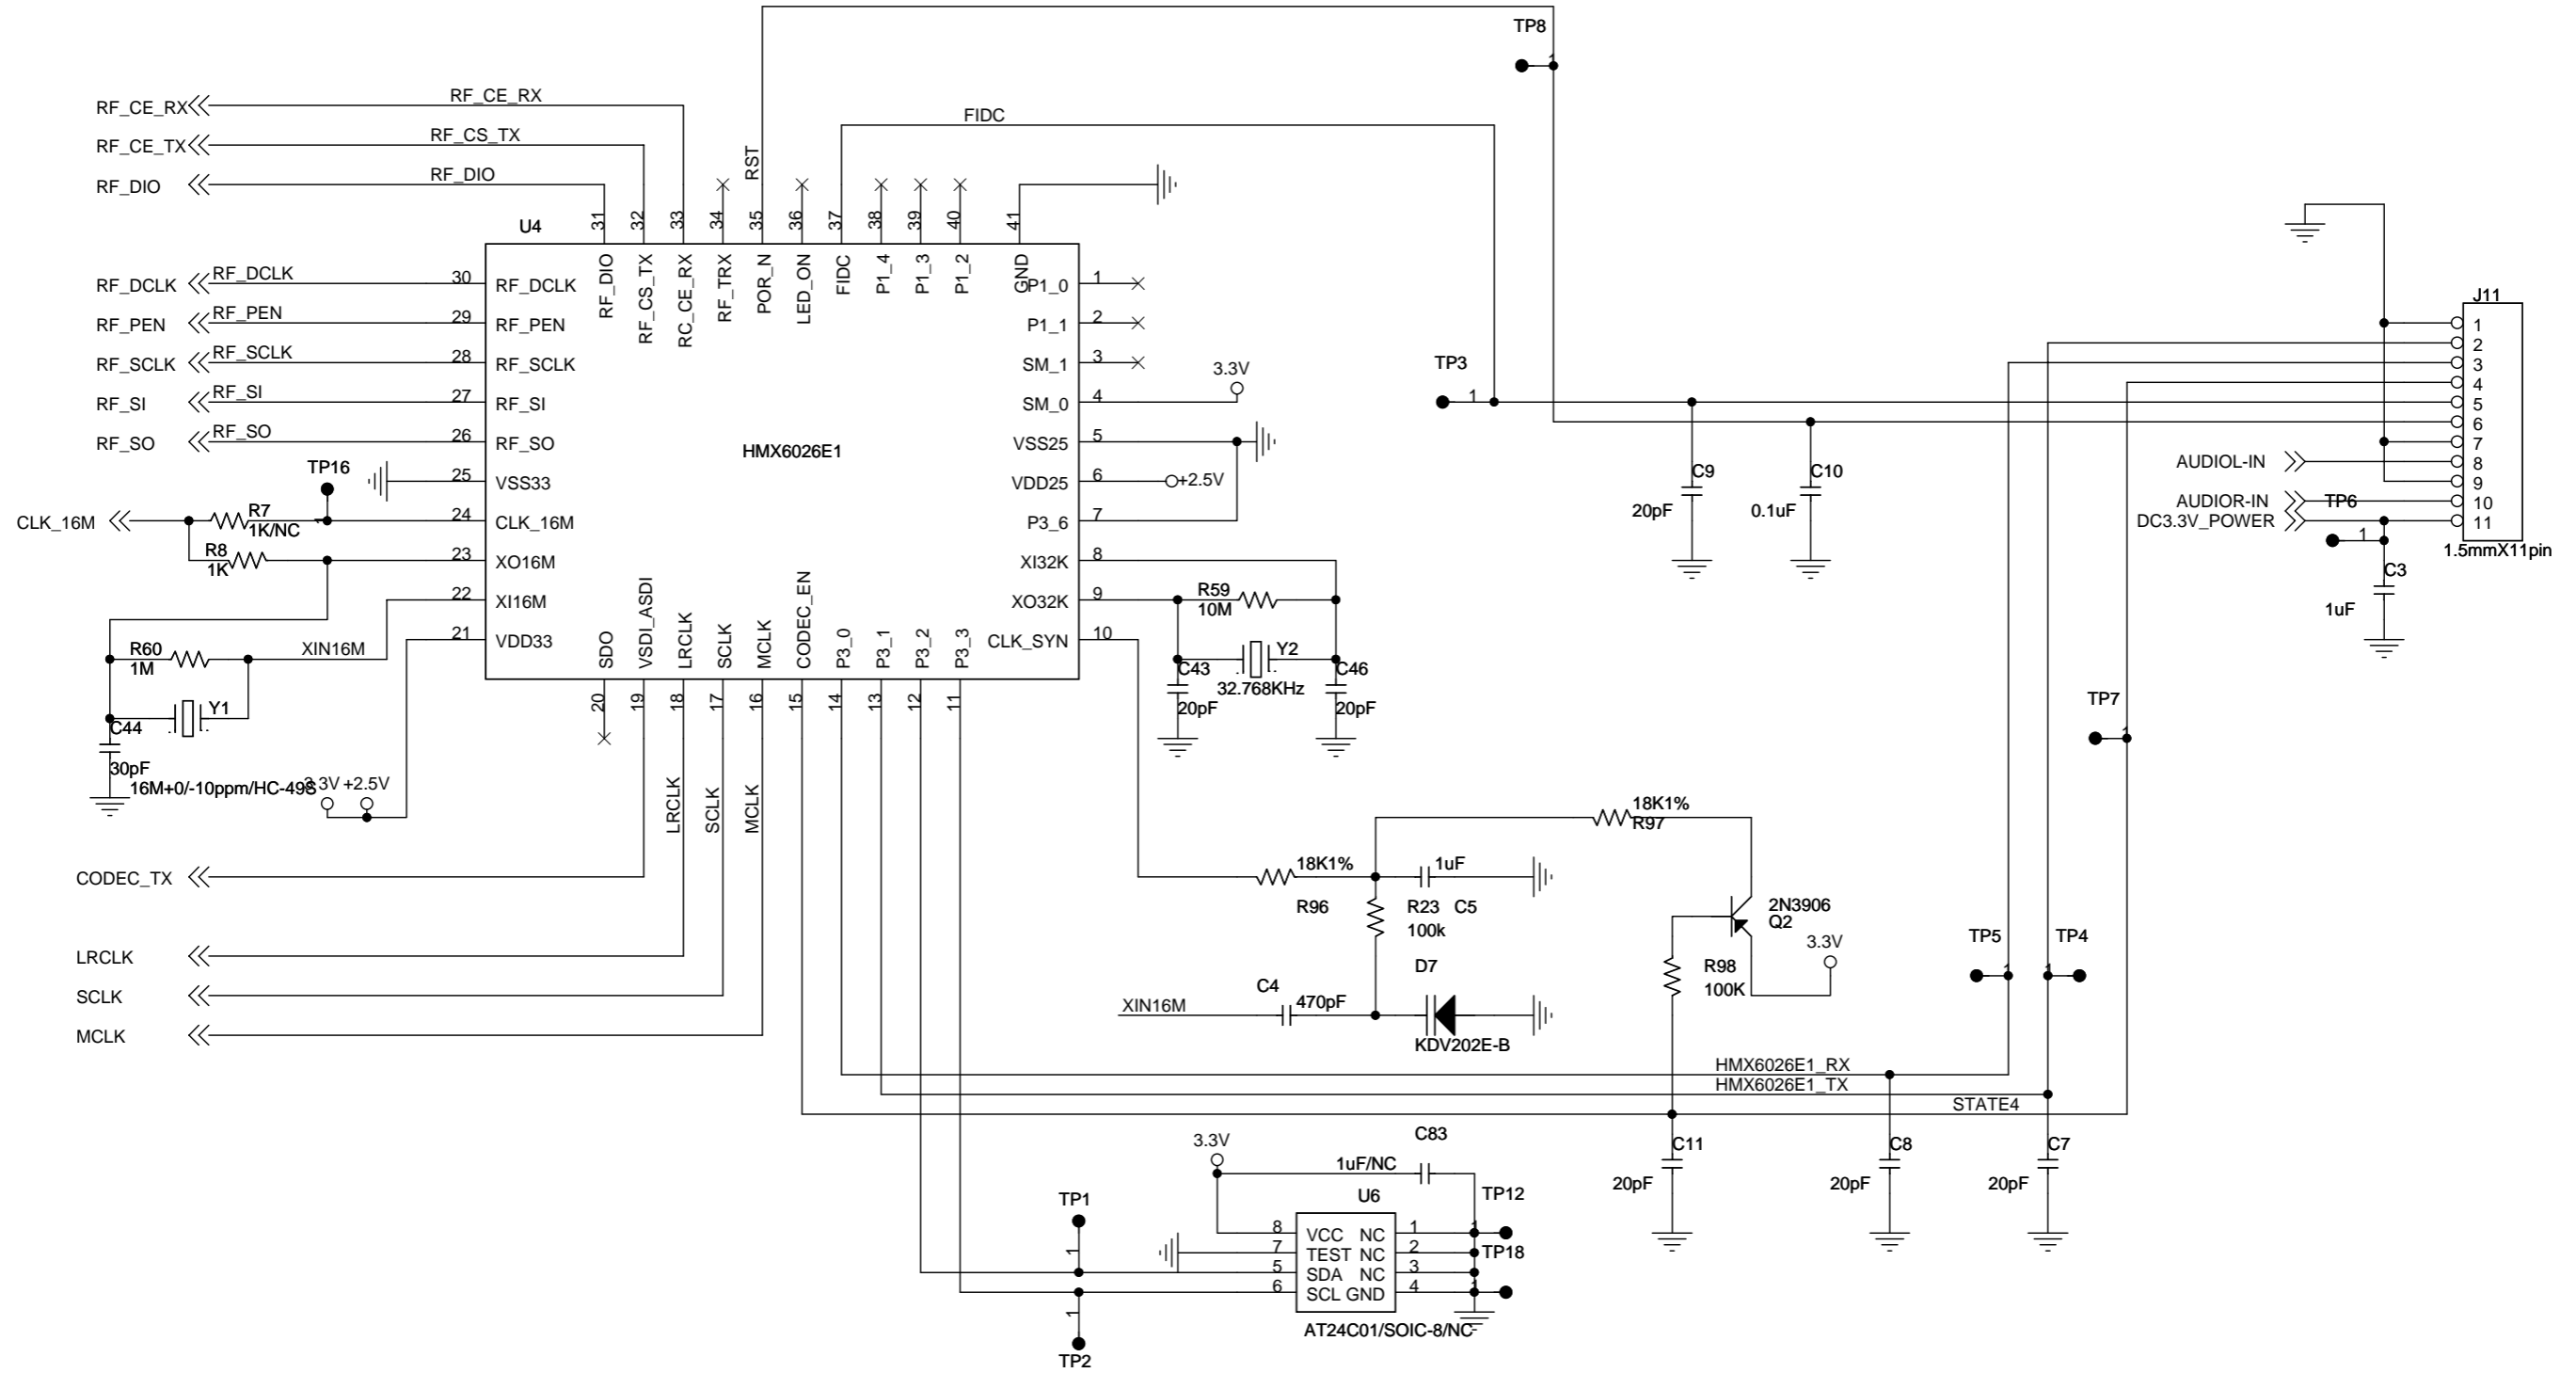 TP8
RF_CE_RX RF_CE_RX
FIDC
RF_CE_TX RF_CS_TX
RST
RF_DIO RF_DIO
31 32 33 34 35 36 37 38 39 40 41
U4
RF_DIO RF_CS_TX RC_CE_RX RF_TRX POR_N LED_ON FIDC P1_4 P1_3 P1_2 GND
RF_DCLK RF_DCLK 30 RF_DCLK P1_0 1
RF_PEN RF_PEN 29 RF_PEN P1_1 2
RF_SCLK RF_SCLK 28 RF_SCLK SM_1 3
RF_SI RF_SI 27 RF_SI SM_0 4 3.3V
RF_SO RF_SO 26 RF_SO VSS25 5
HMX6026E1
25 VSS33 VDD25 6 +2.5V
TP16
1
CLK_16M R7 1K/NC 24 CLK_16M P3_6 7
R8 1K 23 XO16M XI32K 8
22 XI16M XO32K 9
21 VDD33 CLK_SYN 10
R60 1M XIN16M
Y1
C44
30pF
16M+0/-10ppm/HC-49S
3.3V +2.5V
SDO VSDI_ASDI LRCLK SCLK MCLK CODEC_EN P3_0 P3_1 P3_2 P3_3
20 19 18 17 16 15 14 13 12 11
LRCLK SCLK MCLK
R59
10M
C43 Y2 C46
32.768KHz
20pF 20pF
CODEC_TX
LRCLK
SCLK
MCLK
TP3
1
1
C9 C10
20pF 0.1uF
J11
1
2
3
4
5
6
7
8
9
10
11
1.5mmX11pin
AUDIOL-IN
AUDIOR-IN TP6
DC3.3V_POWER
1
C3
1uF
TP7
1
18K1%
R97
18K1% 1uF
R96 R23 C5
100k
2N3906
Q2
3.3V
D7
R98
100K
C4
XIN16M 470pF
KDV202E-B
TP5 TP4
1 1
HMX6026E1_RX
HMX6026E1_TX
STATE4
C11 C8 C7
20pF 20pF 20pF
3.3V C83
1uF/NC
TP1 U6 TP12
1
8 VCC NC 1 1
7 TEST NC 2 TP18
5 SDA NC 3
6 SCL GND 4 1
1
AT24C01/SOIC-8/NC
TP2